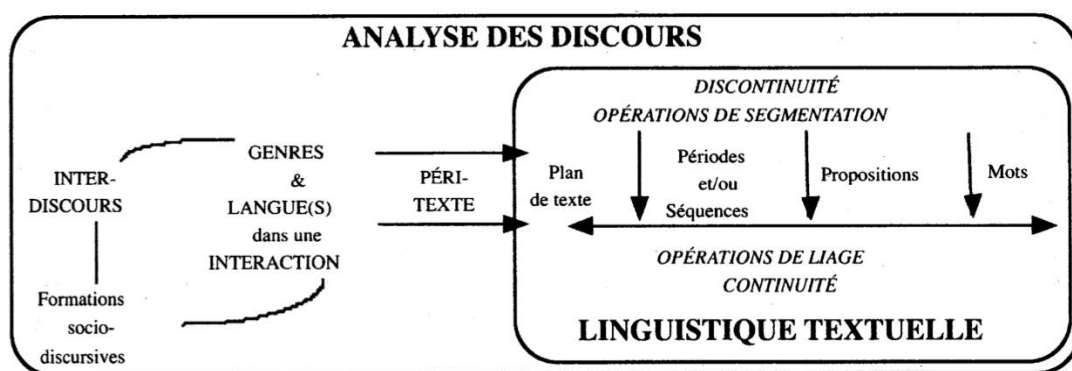 ANALYSE DES DISCOURS
DISCONTINUITÉ
OPÉRATIONS DE SEGMENTATION
INTER-
DISCOURS
Formations
socio-
discursives
GENRES
&
LANGUE(S)
dans une
INTERACTION
PÉRI-
TEXTE
Plan
de texte
Périodes
et/ou
Séquences
Propositions
Mots
OPÉRATIONS DE LIAGE
CONTINUITÉ
LINGUISTIQUE TEXTUELLE